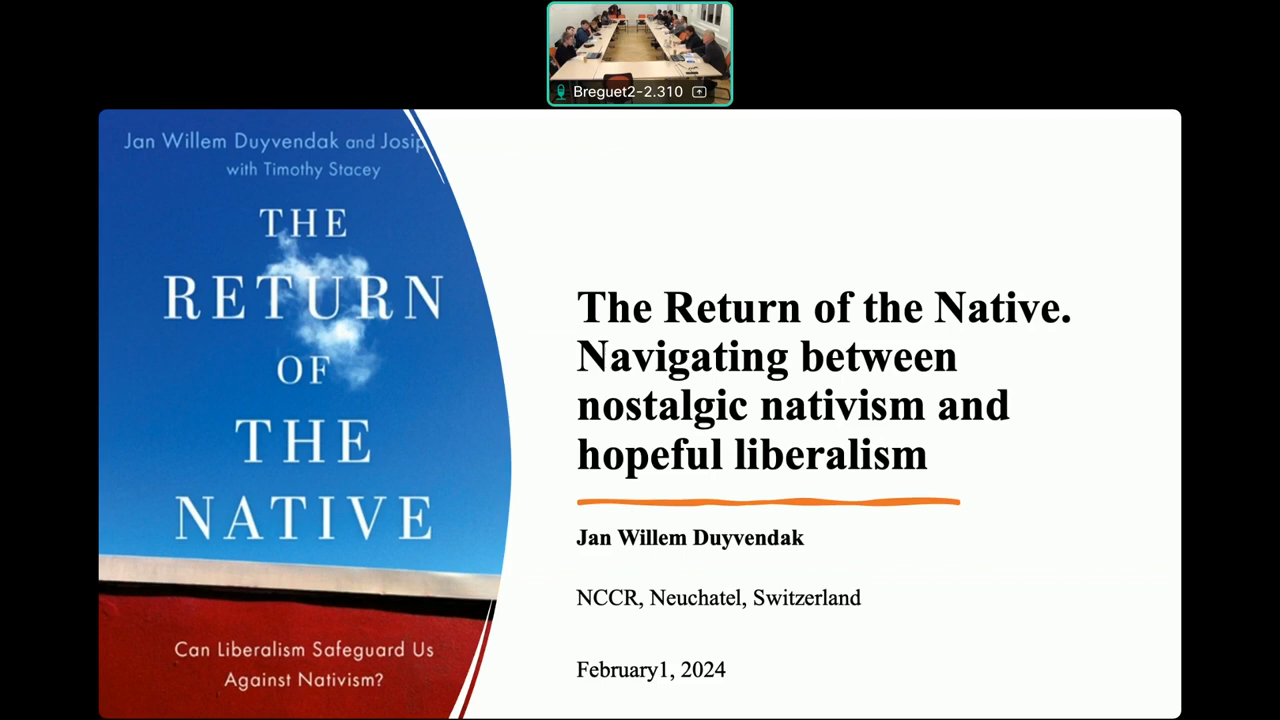 Breguet2-2.310
Jan Willem Duyvendak and Josip
with Timothy Stacey
THE
RETURN
OF
THE
NATIVE
Can Liberalism Safeguard Us
Against Nativism?
The Return of the Native.
Navigating between
nostalgic nativism and
hopeful liberalism
Jan Willem Duyvendak
NCCR, Neuchatel, Switzerland
February1, 2024